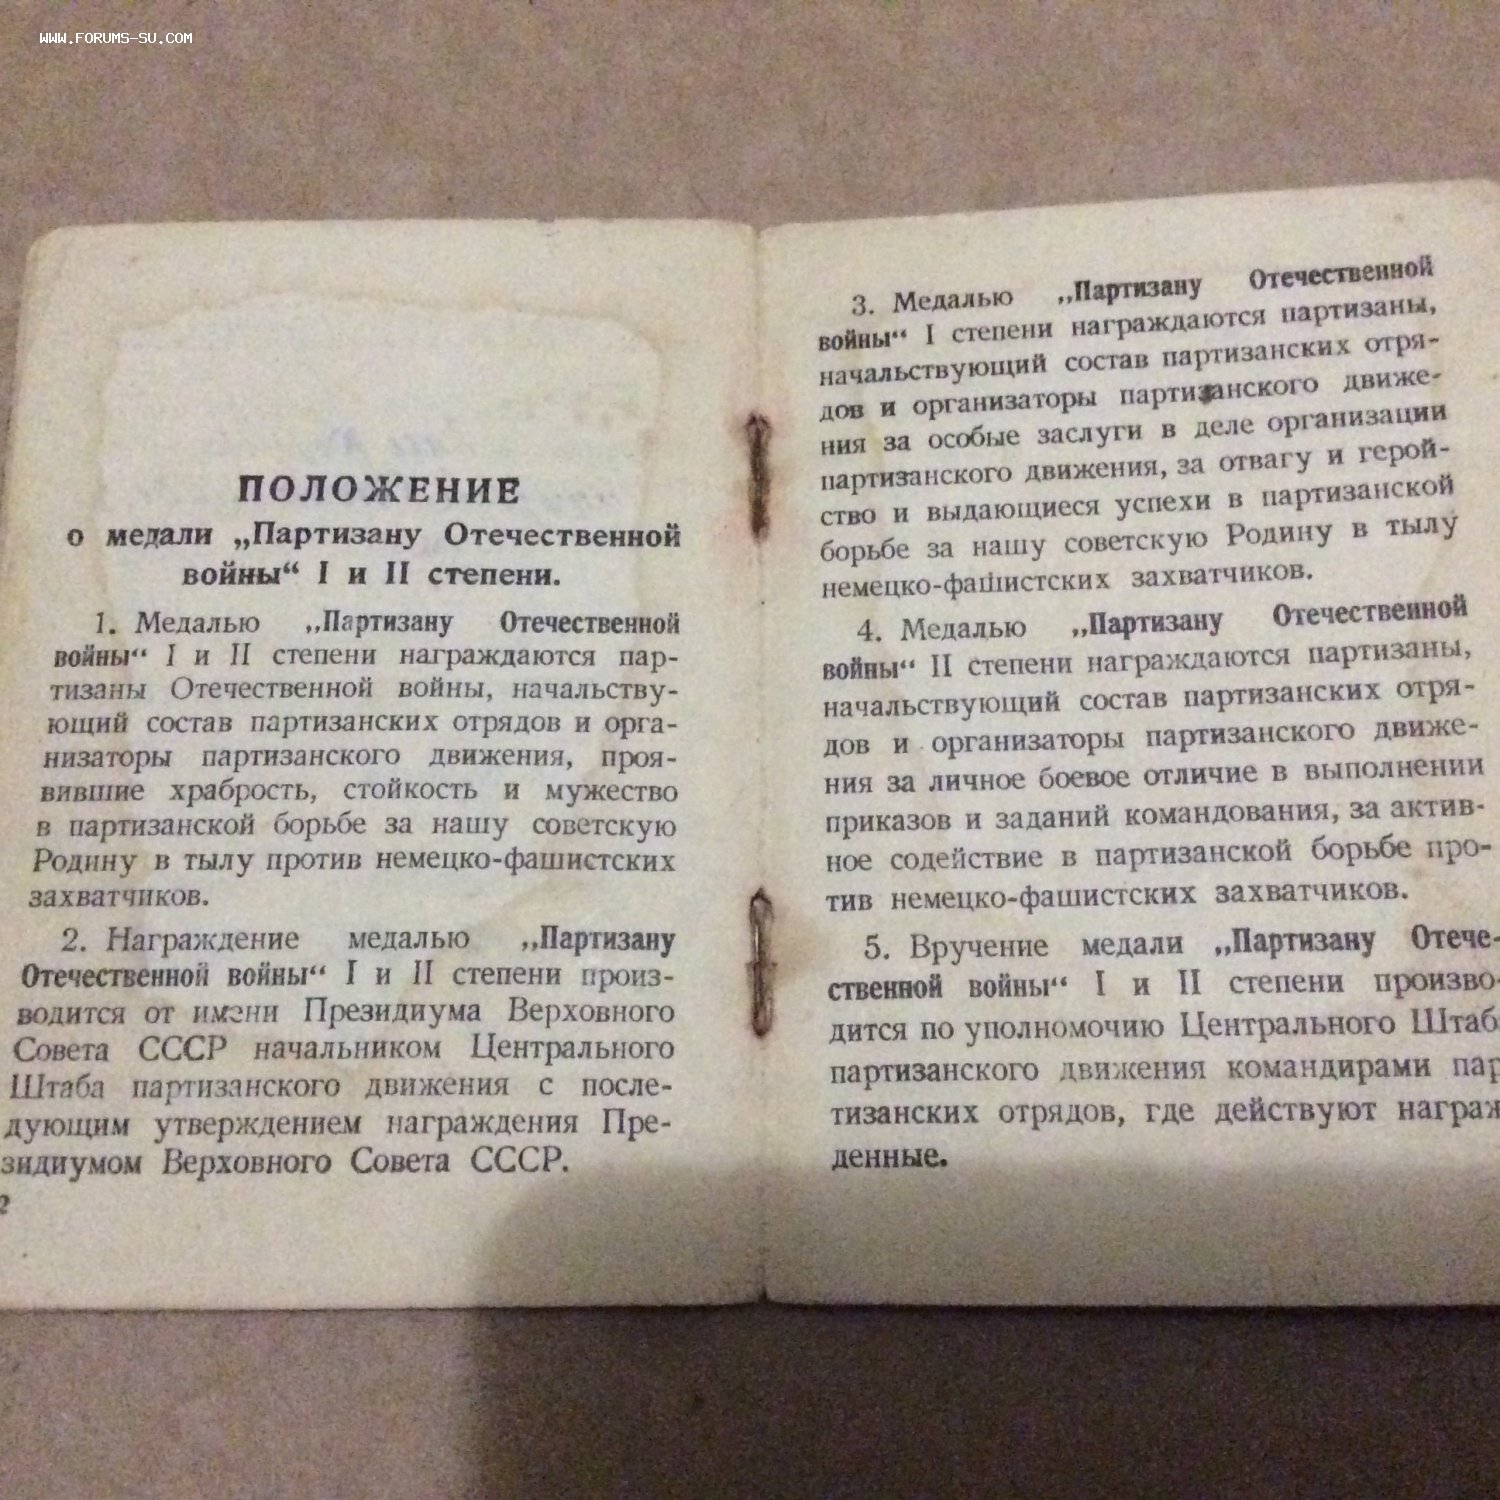 WWW.FORUMS-SU.COM
ПОЛОЖЕНИЕ
о медали „Партизану Отечественной
войны“ I и II степени.
1. Медалью „Партизану Отечественной
войны“ I и II степени награждаются пар-
тизаны Отечественной войны, начальству-
ющий состав партизанских отрядов и орга-
низаторы партизанского движения, проя-
вившие храбрость, стойкость и мужество
в партизанской борьбе за нашу советскую
Родину в тылу против немецко-фашистских
захватчиков.
2. Награждение медалью „Партизану
Отечественной войны“ I и II степени произ-
водится от имени Президиума Верховного
Совета СССР начальником Центрального
Штаба партизанского движения с после-
дующим утверждением награждения Пре-
зидиумом Верховного Совета СССР.
2
3. Медалью „Партизану Отечественной
войны“ I степени награждаются партизаны,
начальствующий состав партизанских отря-
дов и организаторы партизанского движе-
ния за особые заслуги в деле организации
партизанского движения, за отвагу и герой-
ство и выдающиеся успехи в партизанской
борьбе за нашу советскую Родину в тылу
немецко-фашистских захватчиков.
4. Медалью „Партизану Отечественной
войны“ II степени награждаются партизаны,
начальствующий состав партизанских отря-
дов и организаторы партизанского движе-
ния за личное боевое отличие в выполнении
приказов и заданий командования, за актив-
ное содействие в партизанской борьбе про-
тив немецко-фашистских захватчиков.
5. Вручение медали „Партизану Отече-
ственной войны“ I и II степени произво-
дится по уполномочию Центрального Штаб
партизанского движения командирами пар
тизанских отрядов, где действуют награж
денные.